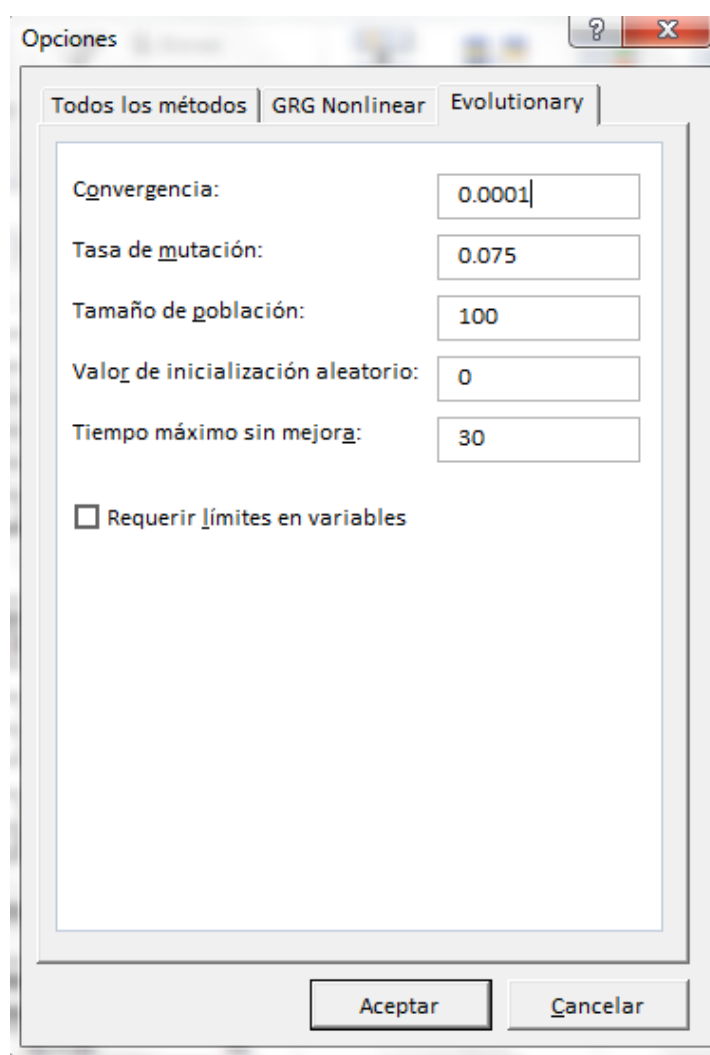 Opciones
Todos los métodos GRG Nonlinear Evolutionary
Convergencia: 0.0001
Tasa de mutación: 0.075
Tamaño de población: 100
Valor de inicialización aleatorio: 0
Tiempo máximo sin mejora: 30
Requerir límites en variables
Aceptar Cancelar